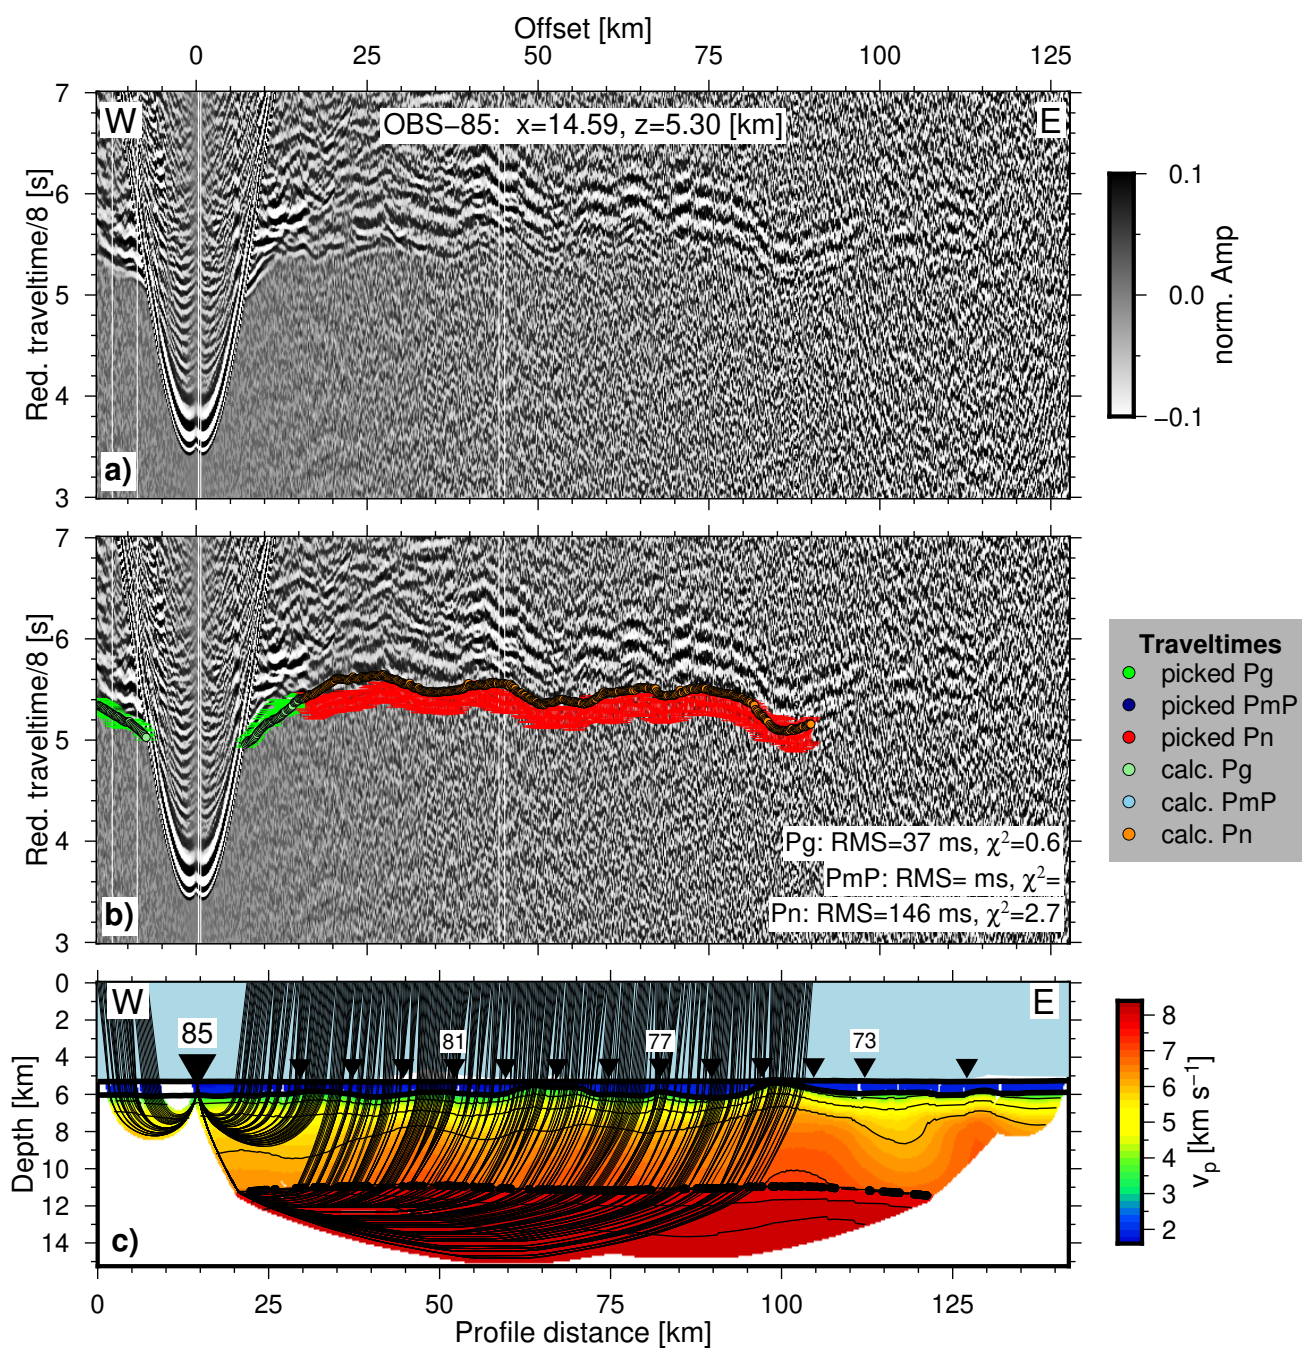 Offset [km]
0 25 50 75 100 125
7
6
5
4
3
Red. traveltime/8 [s]
W
OBS−85: x=14.59, z=5.30 [km]
E
a)
0.1
0.0
−0.1
norm. Amp
7
6
5
4
3
Red. traveltime/8 [s]
Pg: RMS=37 ms, χ²=0.6
PmP: RMS= ms, χ²=
Pn: RMS=146 ms, χ²=2.7
b)
Traveltimes
picked Pg
picked PmP
picked Pn
calc. Pg
calc. PmP
calc. Pn
0
2
4
6
8
10
12
14
Depth [km]
W
E
85
81
77
73
c)
8
7
6
5
4
3
2
vₚ [km s⁻¹]
0 25 50 75 100 125
Profile distance [km]